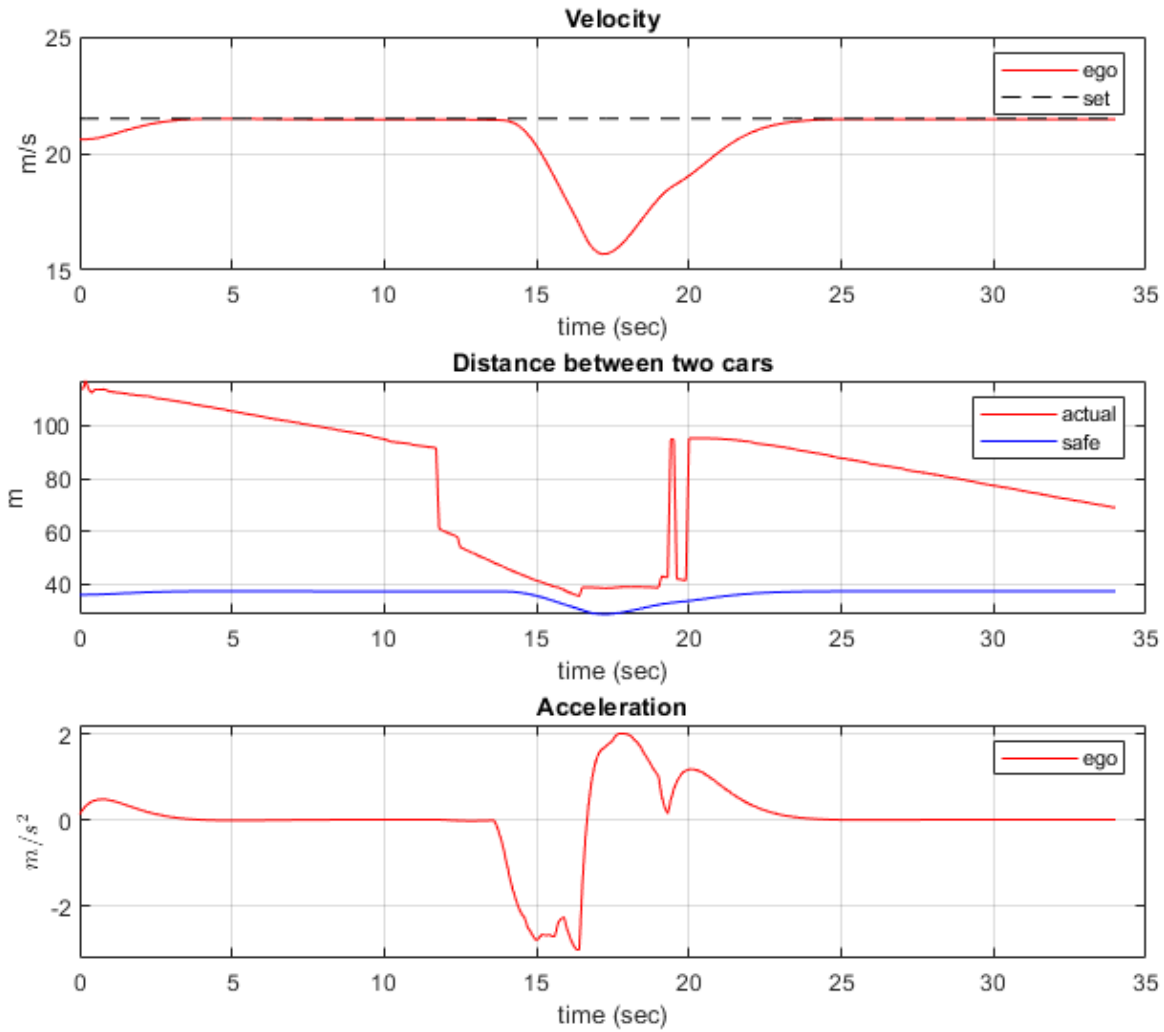 Velocity
25
20
15
m/s
ego
set
0 5 10 15 20 25 30 35
time (sec)
Distance between two cars
100
80
60
40
m
actual
safe
0 5 10 15 20 25 30 35
time (sec)
Acceleration
2
0
-2
m/s²
ego
0 5 10 15 20 25 30 35
time (sec)